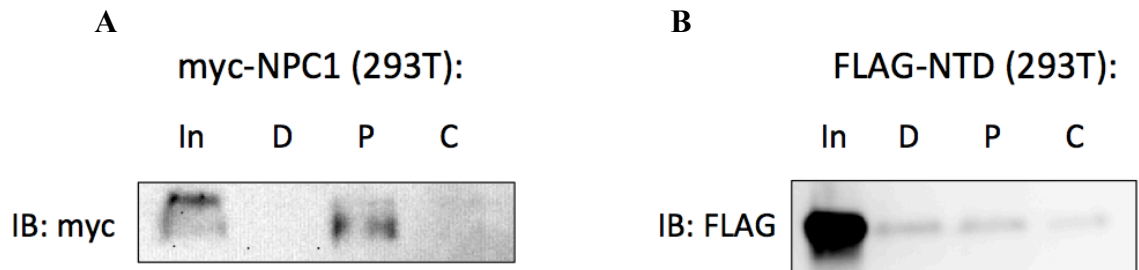 A
myc-NPC1 (293T):
In D P C
IB: myc
B
FLAG-NTD (293T):
In D P C
IB: FLAG